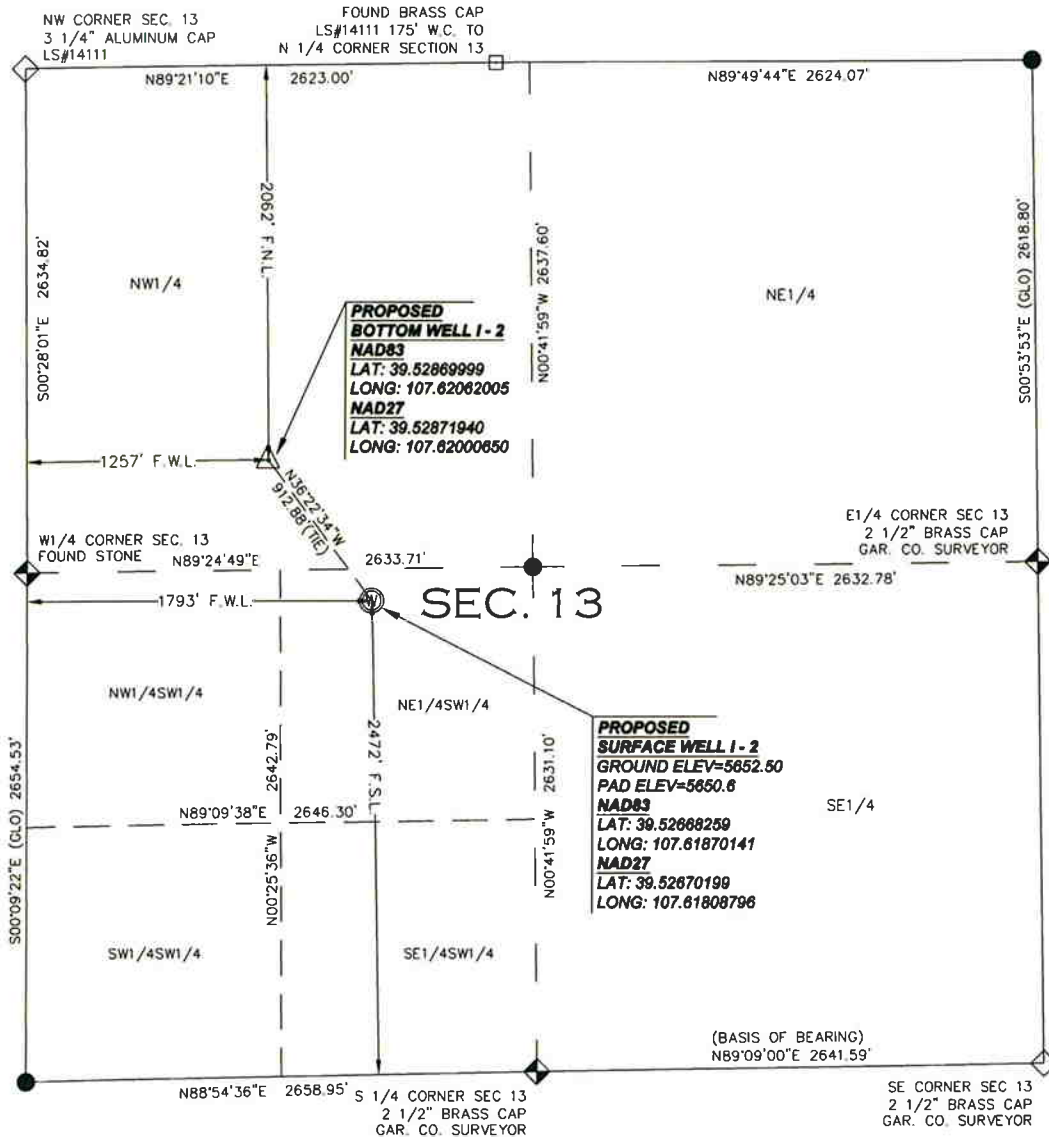 NW CORNER SEC. 13
3 1/4" ALUMINUM CAP
LS#14111
FOUND BRASS CAP
LS#14111 175' W.C. TO
N 1/4 CORNER SECTION 13
N89°21'10"E 2623.00'
N89°49'44"E 2624.07'
S00°28'01"E 2634.82'
NW1/4
2062' F.N.L.
N00°41'59"W 2637.60'
NE1/4
S00°53'53"E (GLO) 2618.80'
PROPOSED
BOTTOM WELL I - 2
NAD83
LAT: 39.52869999
LONG: 107.62062005
NAD27
LAT: 39.52871940
LONG: 107.62000650
1257' F.W.L.
N36°22'34"W
912.88'(TIE)
W1/4 CORNER SEC. 13
FOUND STONE
N89°24'49"E 2633.71'
E1/4 CORNER SEC 13
2 1/2" BRASS CAP
GAR. CO. SURVEYOR
N89°25'03"E 2632.78'
1793' F.W.L.
W
SEC. 13
NW1/4SW1/4
NE1/4SW1/4
2472' F.S.L.
PROPOSED
SURFACE WELL I - 2
GROUND ELEV=5652.50
PAD ELEV=5650.6
NAD83
LAT: 39.52668259
LONG: 107.61870141
NAD27
LAT: 39.52670199
LONG: 107.61808796
SE1/4
S00°09'22"E (GLO) 2654.53'
N89°09'38"E 2646.30'
N00°25'36"W 2642.79'
N00°41'59"W 2631.10'
SW1/4SW1/4
SE1/4SW1/4
(BASIS OF BEARING)
N89°09'00"E 2641.59'
N88°54'36"E 2658.95'
S 1/4 CORNER SEC 13
2 1/2" BRASS CAP
GAR. CO. SURVEYOR
SE CORNER SEC 13
2 1/2" BRASS CAP
GAR. CO. SURVEYOR